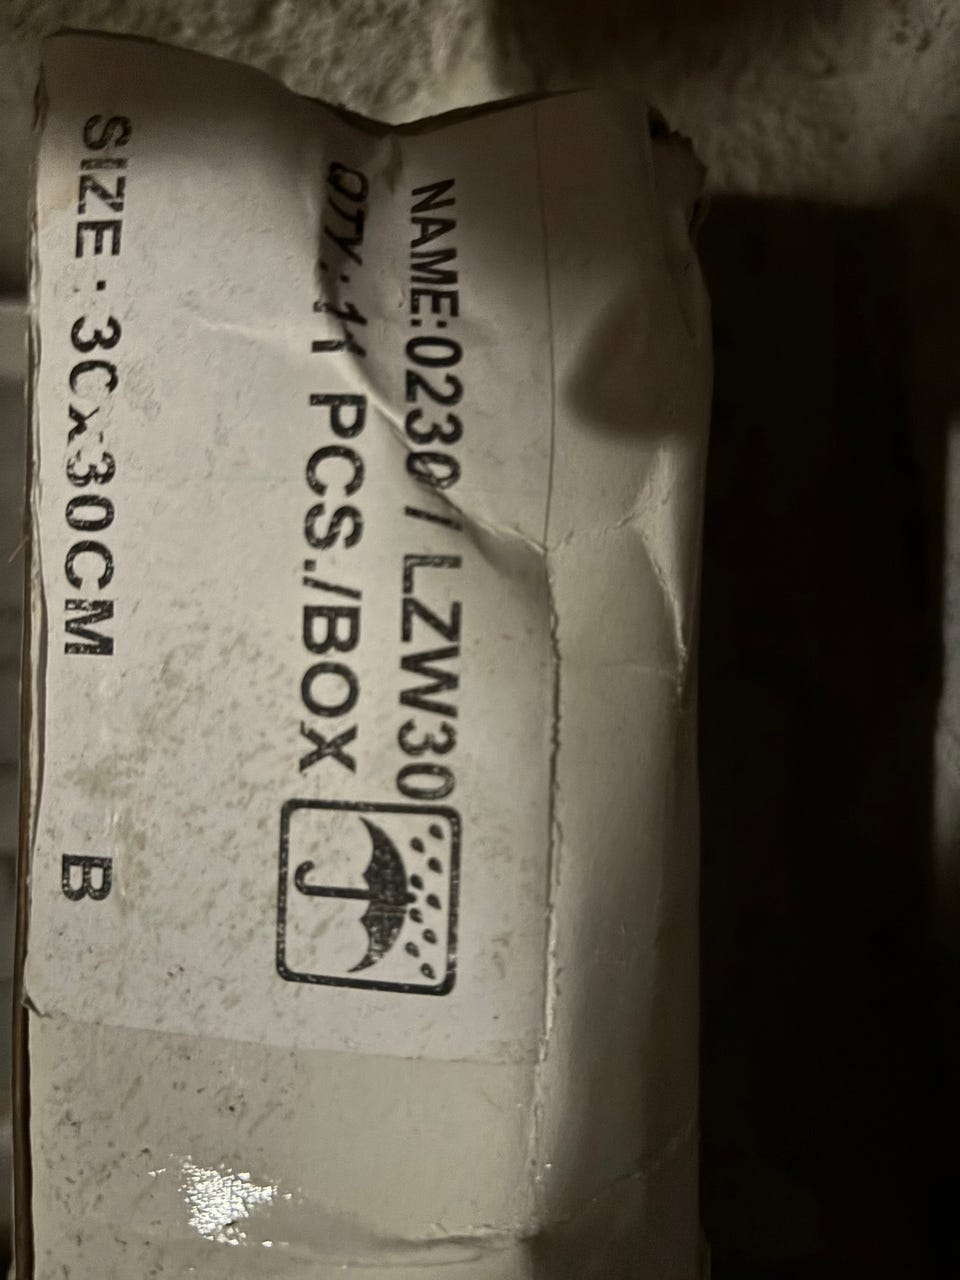 NAME:0230 / LZW30
QTY:11 PCS./BOX
SIZE:30x30CM B